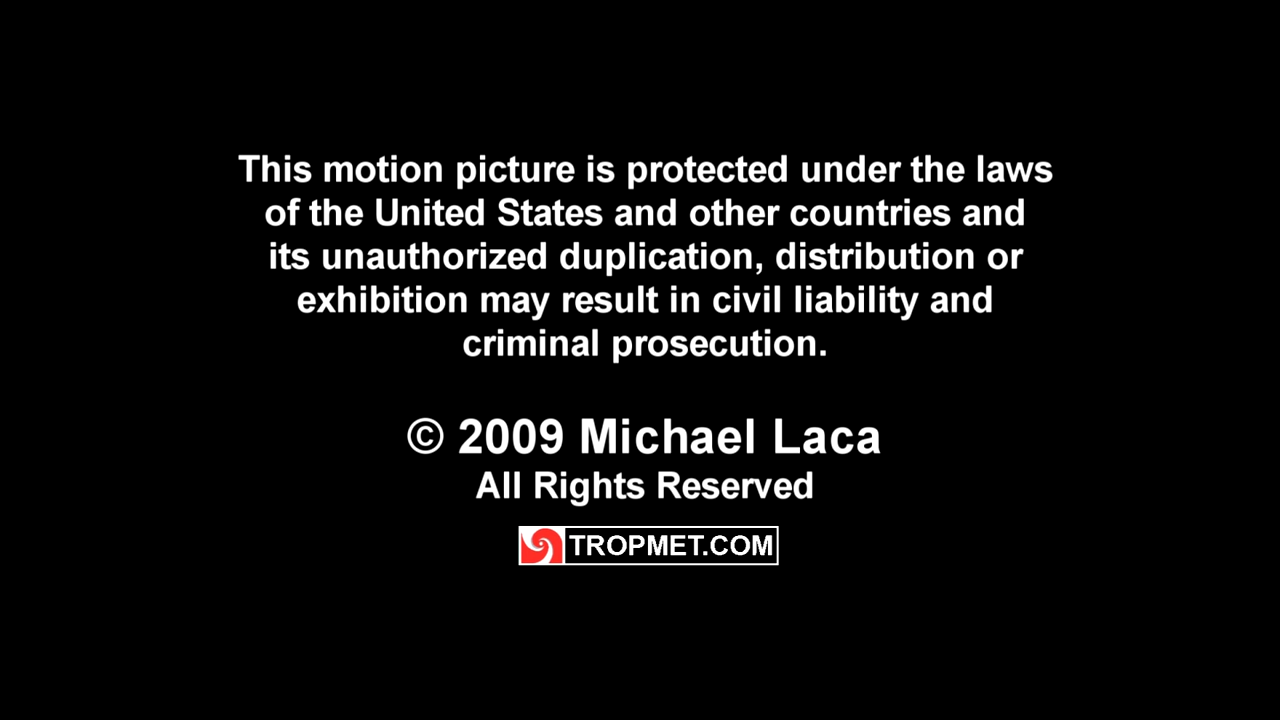 This motion picture is protected under the laws
of the United States and other countries and
its unauthorized duplication, distribution or
exhibition may result in civil liability and
criminal prosecution.
© 2009 Michael Laca
All Rights Reserved
TROPMET.COM